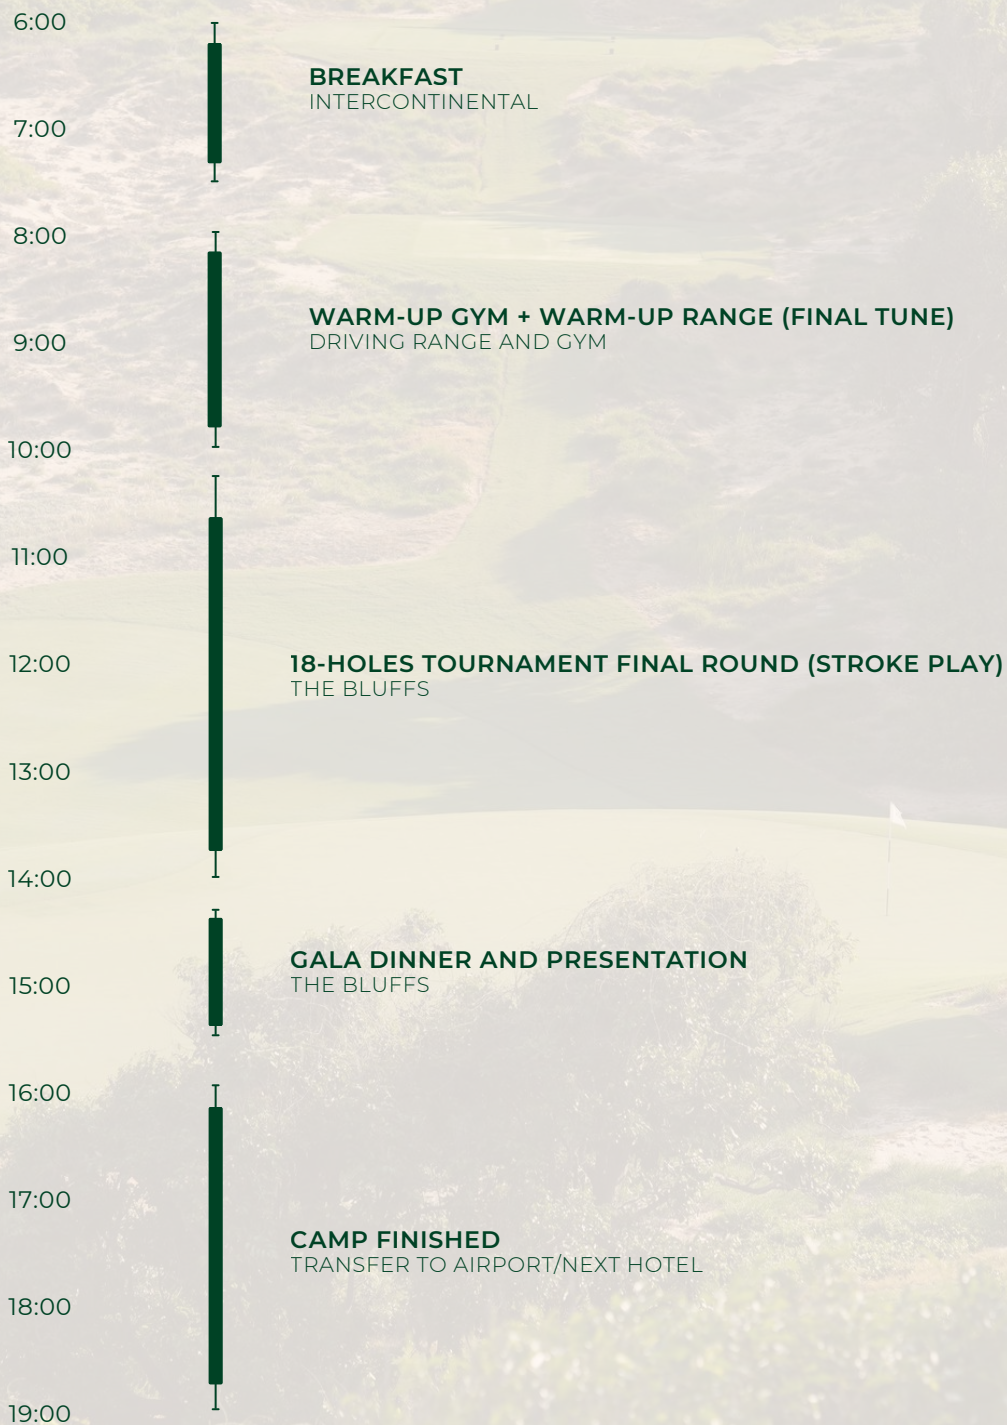 6:00
BREAKFAST
INTERCONTINENTAL
7:00
8:00
WARM-UP GYM + WARM-UP RANGE (FINAL TUNE)
9:00
DRIVING RANGE AND GYM
10:00
11:00
12:00
18-HOLES TOURNAMENT FINAL ROUND (STROKE PLAY)
THE BLUFFS
13:00
14:00
GALA DINNER AND PRESENTATION
15:00
THE BLUFFS
16:00
17:00
CAMP FINISHED
TRANSFER TO AIRPORT/NEXT HOTEL
18:00
19:00